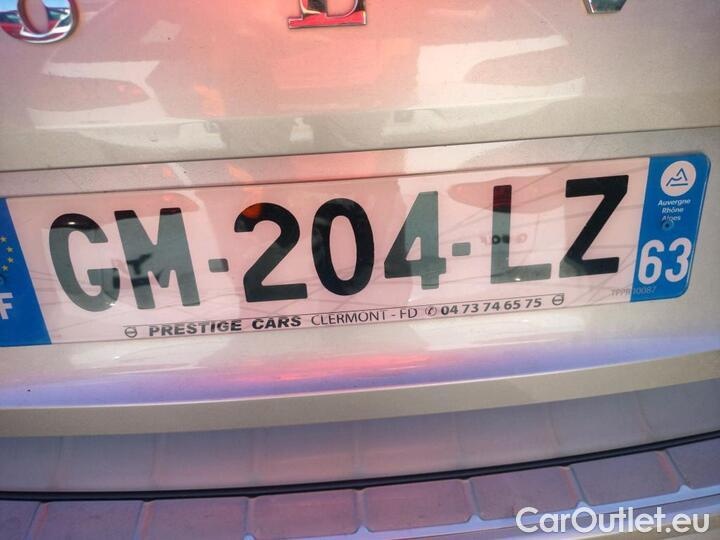 GM-204-LZ
F
Auvergne
Rhône
Alpes
63
PRESTIGE CARS CLERMONT - FD ✆ 04 73 74 65 75
CarOutlet.eu